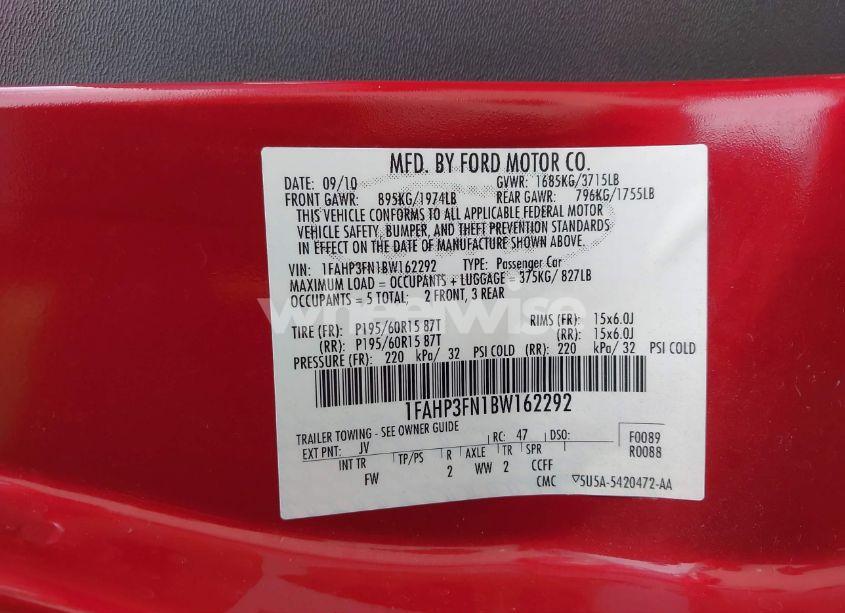 MFD. BY FORD MOTOR CO.
DATE: 09/10 GVWR: 1685KG/3715LB
FRONT GAWR: 895KG/1974LB REAR GAWR: 796KG/1755LB
THIS VEHICLE CONFORMS TO ALL APPLICABLE FEDERAL MOTOR
VEHICLE SAFETY, BUMPER, AND THEFT PREVENTION STANDARDS
IN EFFECT ON THE DATE OF MANUFACTURE SHOWN ABOVE.
VIN: 1FAHP3FN1BW162292 TYPE: Passenger Car
MAXIMUM LOAD = OCCUPANTS + LUGGAGE = 375KG/ 827LB
OCCUPANTS = 5 TOTAL; 2 FRONT, 3 REAR
wheelwise
TIRE (FR): P195/60R15 87T RIMS (FR): 15x6.0J
(RR): P195/60R15 87T (RR): 15x6.0J
PRESSURE (FR): 220 kPa/ 32 PSI COLD (RR): 220 kPa/ 32 PSI COLD
1FAHP3FN1BW162292
TRAILER TOWING - SEE OWNER GUIDE
EXT PNT: JV RC: 47 DSO: F0089
R0088
INT TR TP/PS R AXLE TR SPR
FW 2 WW 2 CCFF
CMC ▽5U5A-5420472-AA